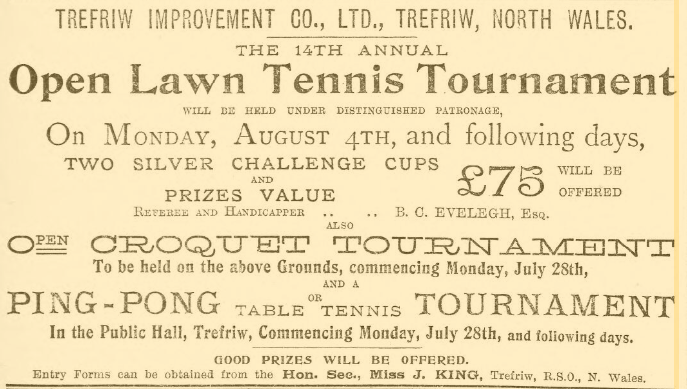 TREFRIW IMPROVEMENT CO., LTD., TREFRIW, NORTH WALES.
THE 14TH ANNUAL
Open Lawn Tennis Tournament
WILL BE HELD UNDER DISTINGUISHED PATRONAGE,
On Monday, August 4th, and following days,
TWO SILVER CHALLENGE CUPS
AND
PRIZES VALUE
£75 WILL BE
OFFERED
Referee and Handicapper .. .. B. C. EVELEGH, Esq.
ALSO
OPEN CROQUET TOURNAMENT
To be held on the above Grounds, commencing Monday, July 28th,
AND A
PING-PONG OR TABLE TENNIS TOURNAMENT
In the Public Hall, Trefriw, Commencing Monday, July 28th, and following days.
GOOD PRIZES WILL BE OFFERED.
Entry Forms can be obtained from the Hon. Sec., Miss J. KING, Trefriw, R.S.O., N. Wales.